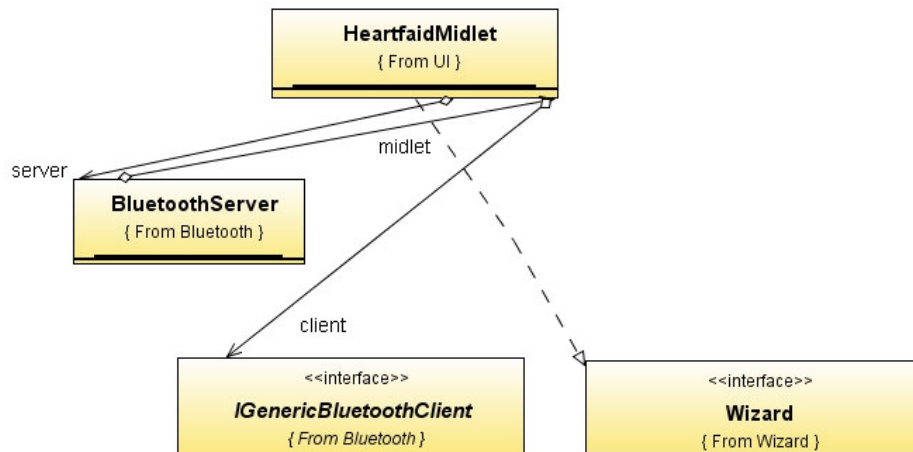 HeartfaidMidlet
{ From UI }
midlet
server
BluetoothServer
{ From Bluetooth }
client
<<interface>>
IGenericBluetoothClient
{ From Bluetooth }
<<interface>>
Wizard
{ From Wizard }